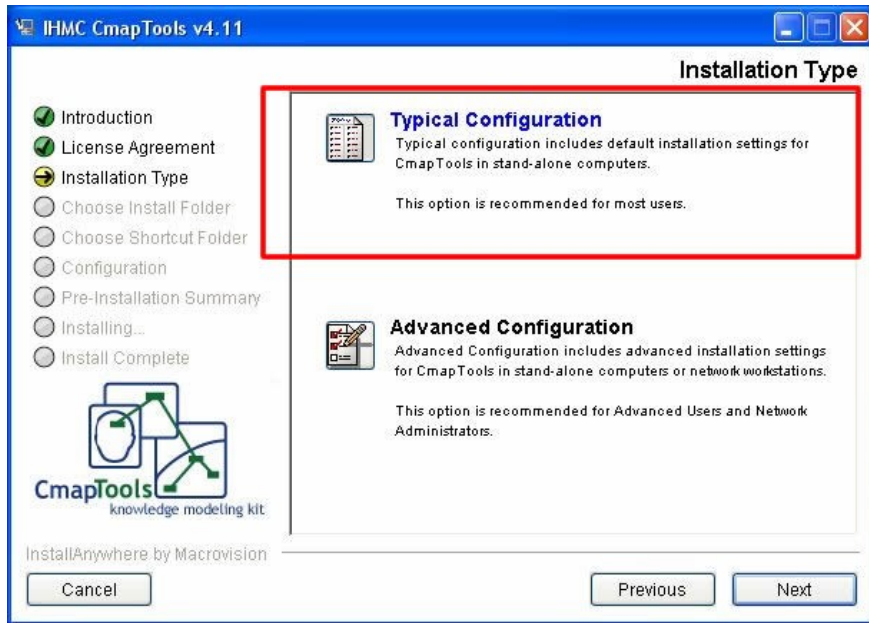 IHMC CmapTools v4.11
Installation Type
Introduction
License Agreement
Installation Type
Choose Install Folder
Choose Shortcut Folder
Configuration
Pre-Installation Summary
Installing...
Install Complete
CmapTools
knowledge modeling kit
Typical Configuration
Typical configuration includes default installation settings for
CmapTools in stand-alone computers.
This option is recommended for most users.
Advanced Configuration
Advanced Configuration includes advanced installation settings
for CmapTools in stand-alone computers or network workstations.
This option is recommended for Advanced Users and Network
Administrators.
InstallAnywhere by Macrovision
Cancel
Previous
Next